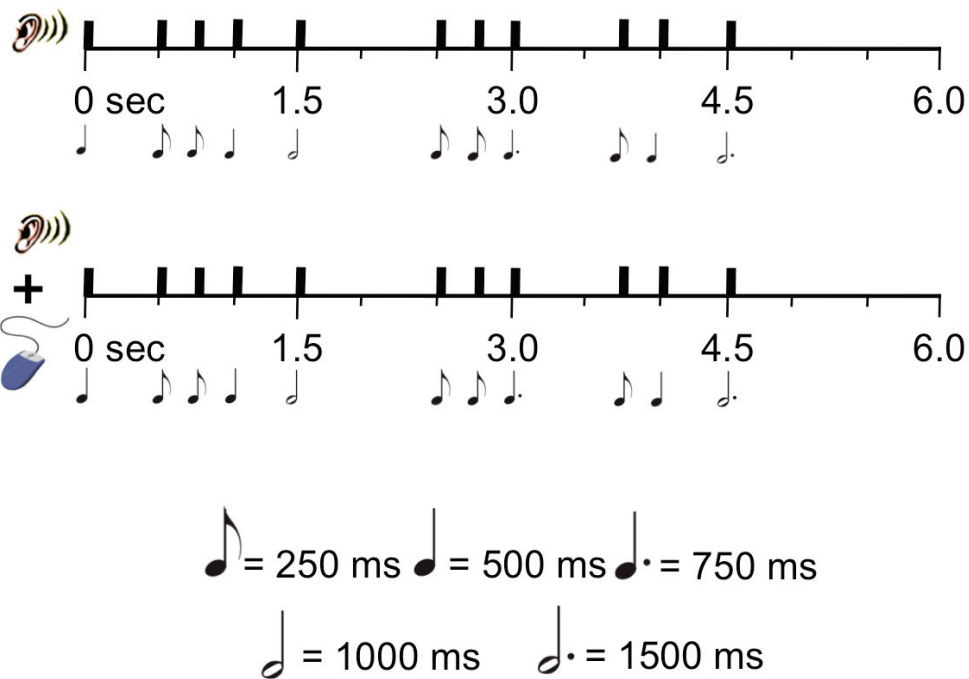 0 sec 1.5 3.0 4.5 6.0
+
0 sec 1.5 3.0 4.5 6.0
= 250 ms = 500 ms = 750 ms
= 1000 ms = 1500 ms